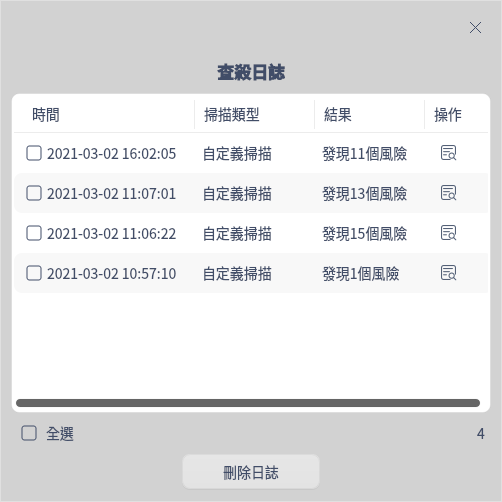 查殺日誌
時間 掃描類型 結果 操作
2021-03-02 16:02:05 自定義掃描 發現11個風險
2021-03-02 11:07:01 自定義掃描 發現13個風險
2021-03-02 11:06:22 自定義掃描 發現15個風險
2021-03-02 10:57:10 自定義掃描 發現1個風險
全選 4
刪除日誌